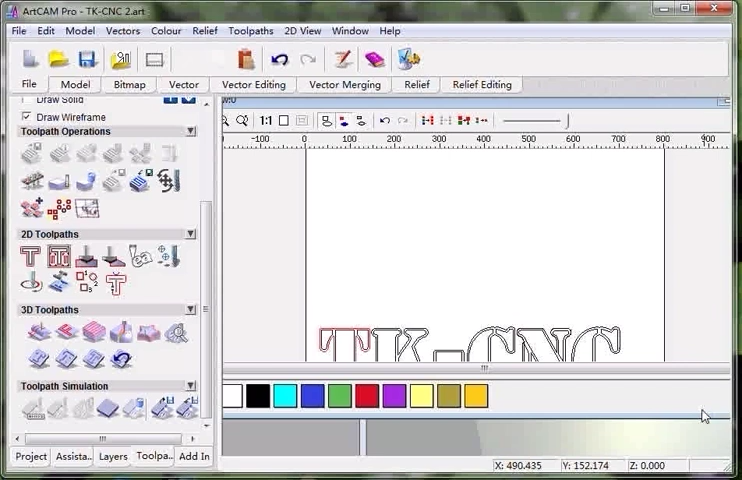 ArtCAM Pro - TK-CNC 2.art
File Edit Model Vectors Colour Relief Toolpaths 2D View Window Help
File Model Bitmap Vector Vector Editing Vector Merging Relief Relief Editing
Draw Solid
Draw Wireframe
Toolpath Operations
1:1
-100 0 100 200 300 400 500 600 700 800 900
2D Toolpaths
3D Toolpaths
TK-CNC
Toolpath Simulation
Project Assista... Layers Toolpa... Add In
X: 490.435 Y: 152.174 Z: 0.000